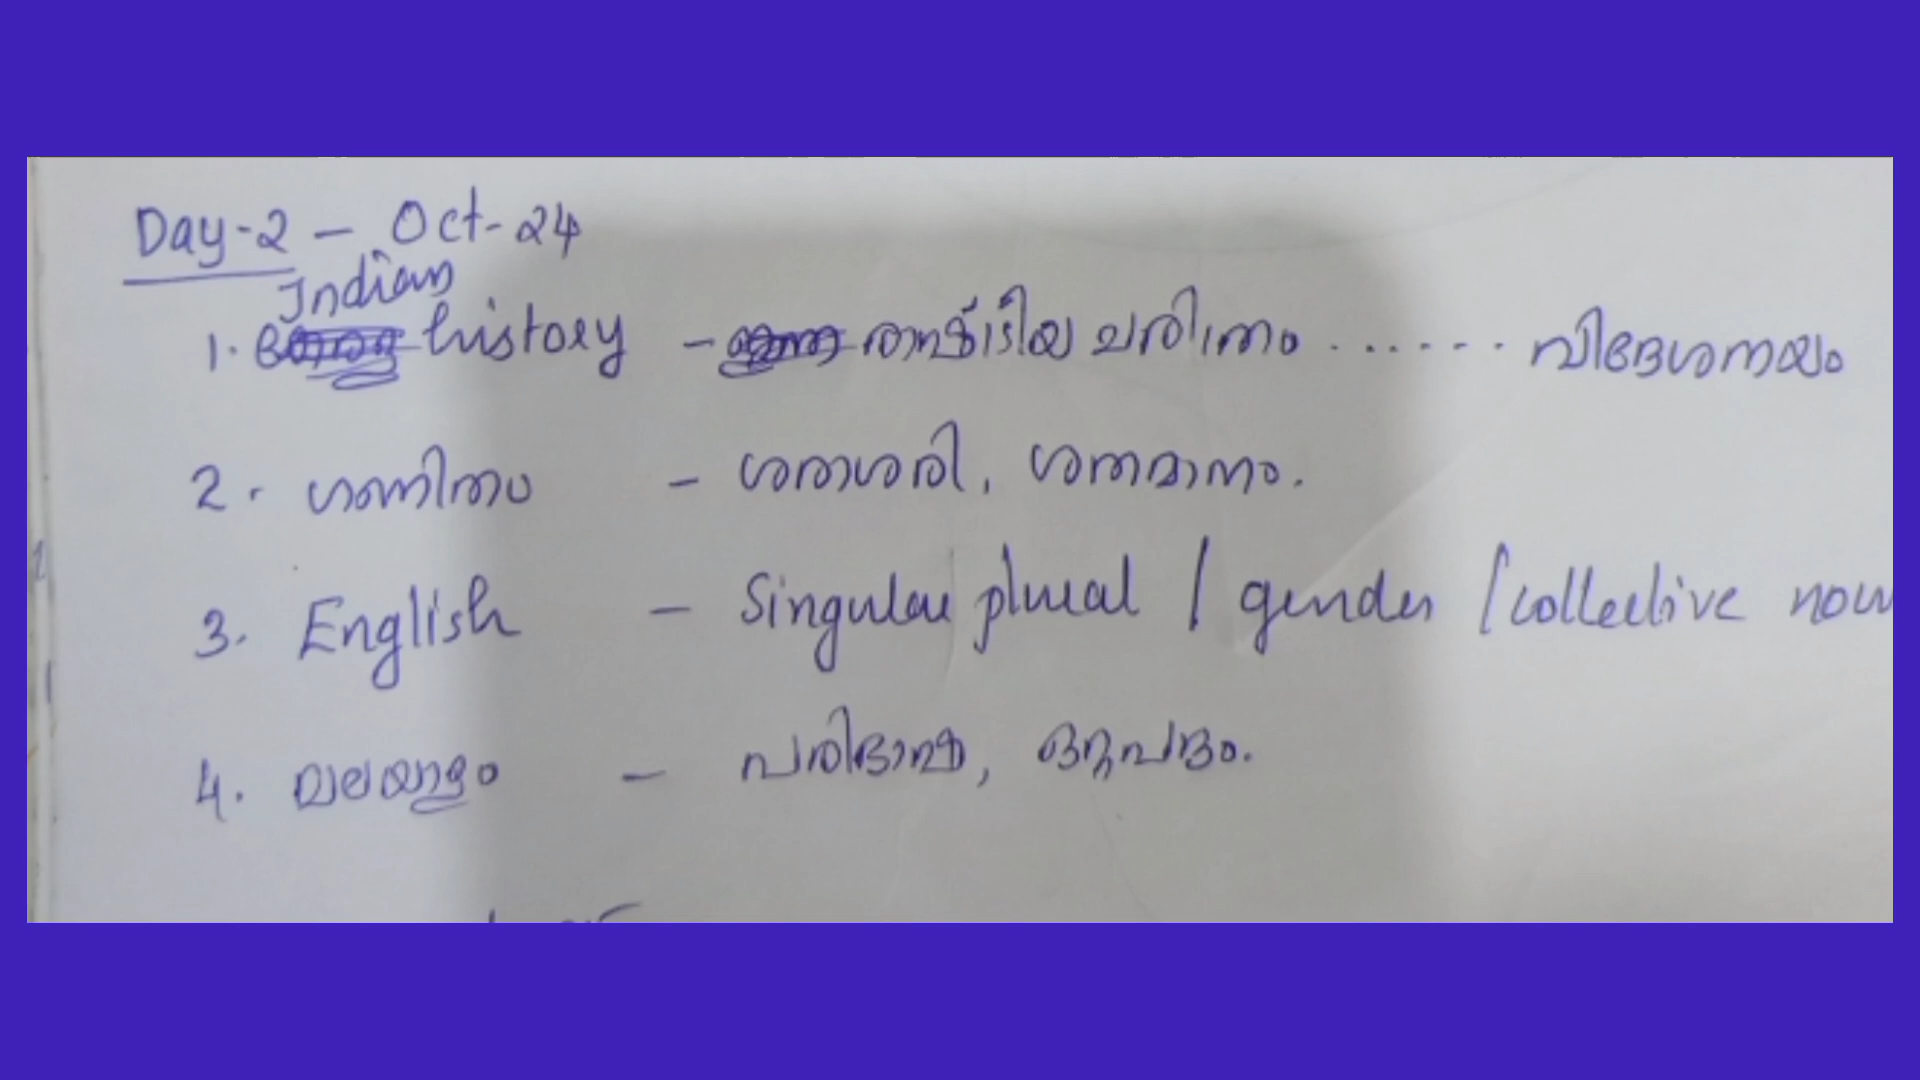 Day-2 - Oct-24
Indian
1. history - രാഷ്ട്രീയ ചരിത്രം ....... വിദേശനയം
2. ഗണിതം - ശരാശരി, ശതമാനം.
3. English - Singular plural / gender / collective nou
4. മലയാളം - പരിഭാഷ, ഒറ്റപദം.